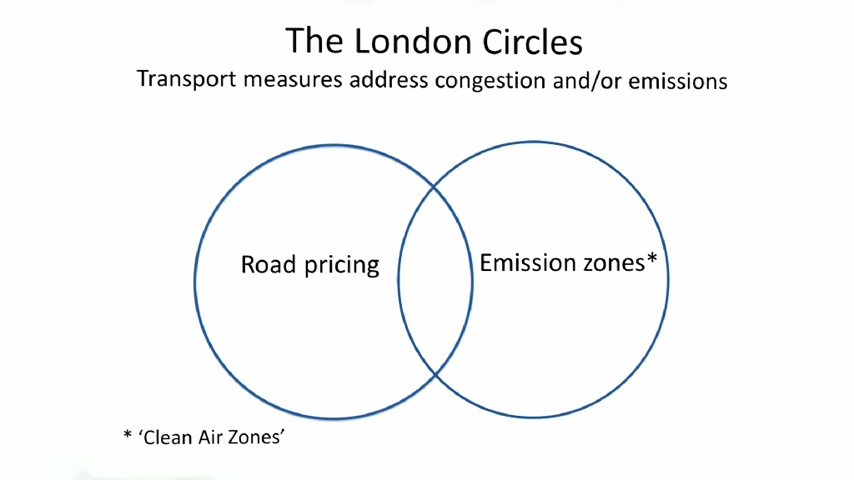 The London Circles
Transport measures address congestion and/or emissions
Road pricing
Emission zones*
* ‘Clean Air Zones’